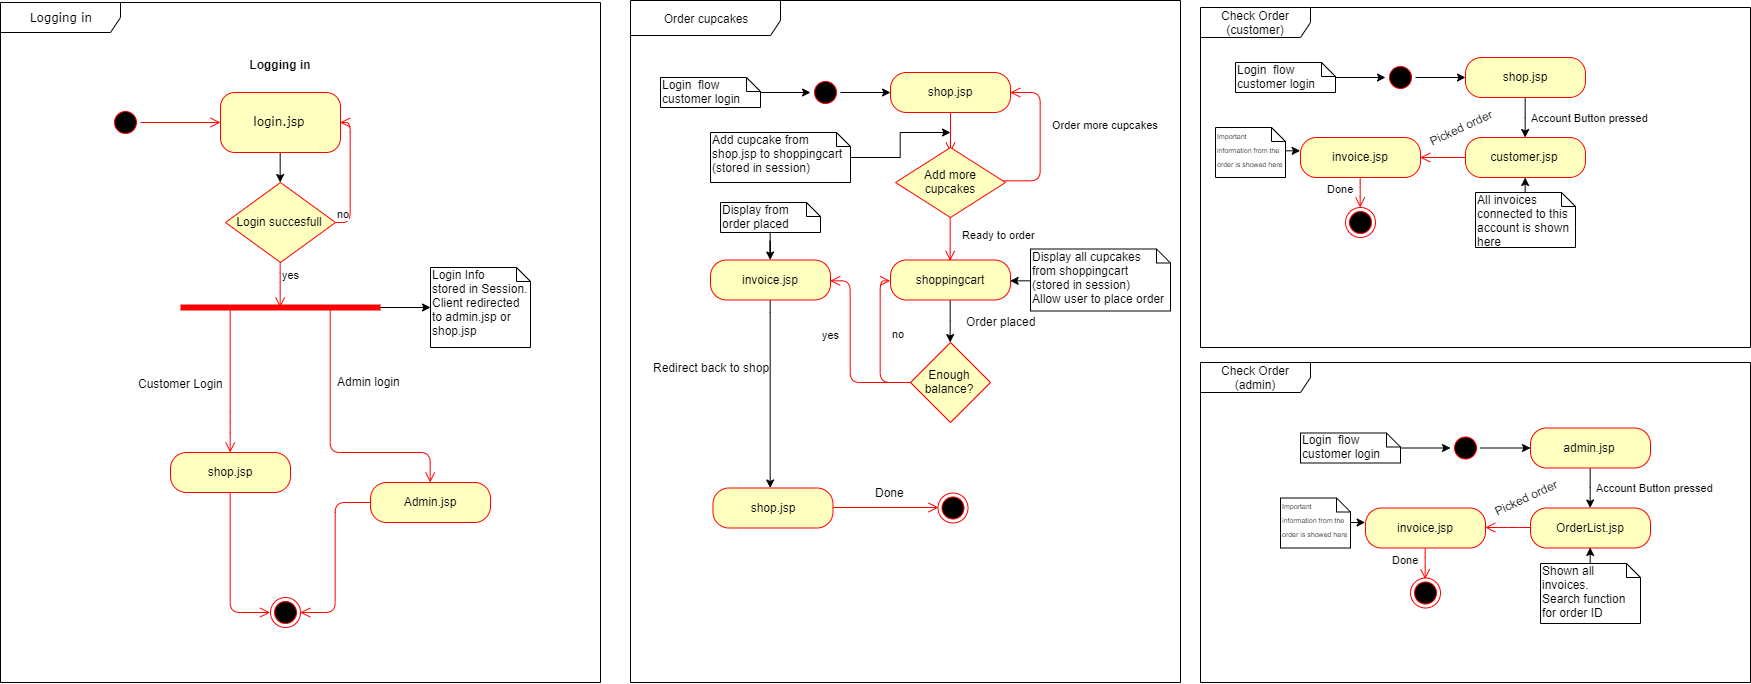 Logging in
Logging in
login.jsp
Login succesfull
no
yes
Login Info
stored in Session.
Client redirected
to admin.jsp or
shop.jsp
Customer Login
Admin login
shop.jsp
Admin.jsp
Order cupcakes
Login  flow
customer login
shop.jsp
Order more cupcakes
Add cupcake from
shop.jsp to shoppingcart
(stored in session)
Add more
cupcakes
Display from
order placed
Ready to order
invoice.jsp
shoppingcart
Display all cupcakes
from shoppingcart
(stored in session)
Allow user to place order
Order placed
yes
no
Redirect back to shop
Enough
balance?
shop.jsp
Done
Check Order
(customer)
Login  flow
customer login
shop.jsp
Account Button pressed
Picked order
Important
information from the
order is showed here
invoice.jsp
customer.jsp
Done
All invoices
connected to this
account is shown
here
Check Order
(admin)
Login  flow
customer login
admin.jsp
Account Button pressed
Picked order
Important
information from the
order is showed here
invoice.jsp
OrderList.jsp
Done
Shown all
invoices.
Search function
for order ID